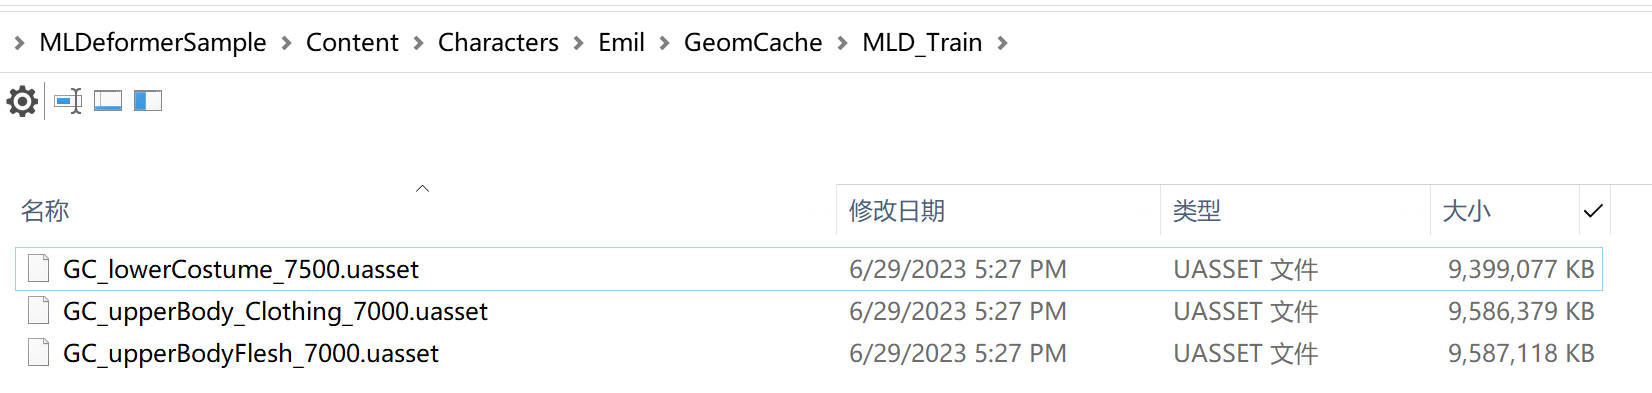 MLDeformerSample > Content > Characters > Emil > GeomCache > MLD_Train >
名称 修改日期 类型 大小
GC_lowerCostume_7500.uasset 6/29/2023 5:27 PM UASSET 文件 9,399,077 KB
GC_upperBody_Clothing_7000.uasset 6/29/2023 5:27 PM UASSET 文件 9,586,379 KB
GC_upperBodyFlesh_7000.uasset 6/29/2023 5:27 PM UASSET 文件 9,587,118 KB